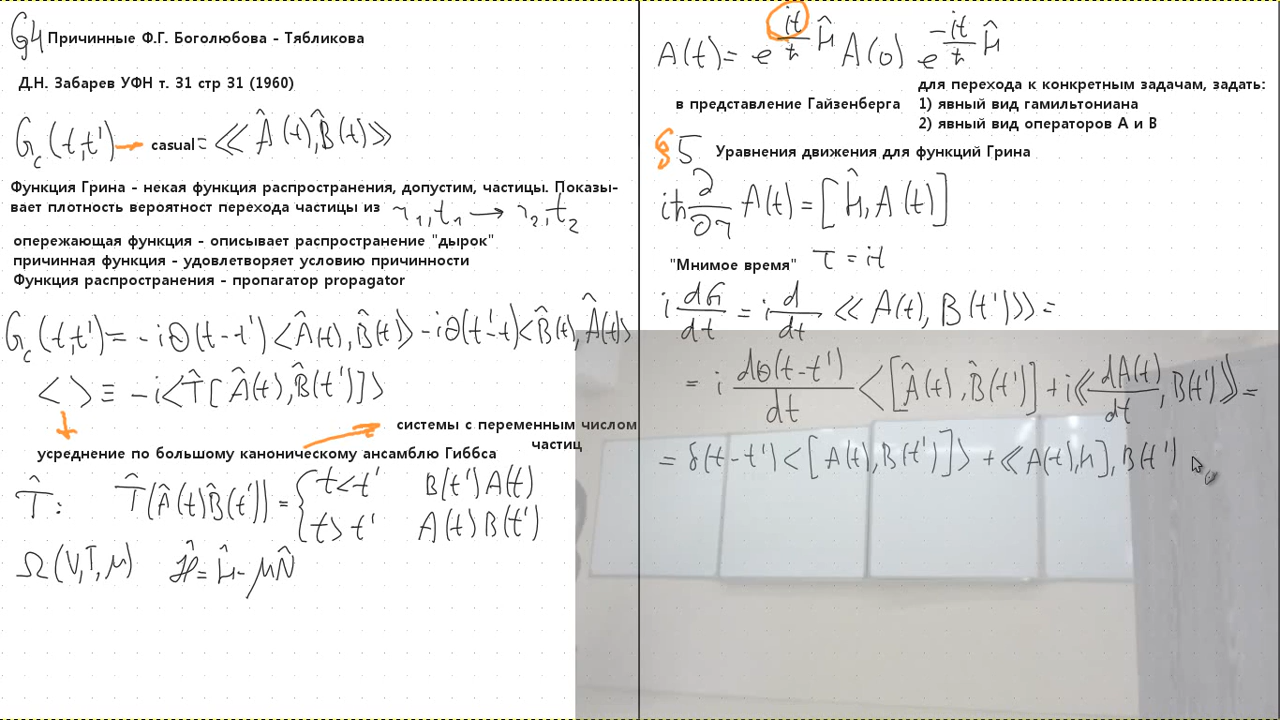 §4 Причинные Ф.Г. Боголюбова - Тябликова
Д.Н. Забарев УФН т. 31 стр 31 (1960)
G_c(t,t') → casual = ≪Â(t),B̂(t)≫
Функция Грина - некая функция распространения, допустим, частицы. Показы-
вает плотность вероятност перехода частицы из r₁,t₁ → r₂,t₂
опережающая функция - описывает распространение "дырок"
причинная функция - удовлетворяет условию причинности
Функция распространения - пропагатор propagator
G_c(t,t') = -iΘ(t-t')<Â(t),B̂(t)≫ -iΘ(t'-t)<B̂(t),Â(t)>
< > ≡ -i<T̂[Â(t),B̂(t')]>
системы с переменным числом
частиц
усреднение по большому каноническому ансамблю Гиббса
T̂: T̂(Â(t)B̂(t')) = {
t<t' B(t')A(t)
t>t' A(t)B(t')
Ω(V,T,μ) ℋ̂ = Ĥ - μN̂
A(t) = e^{it/ħ Ĥ} A(0) e^{-it/ħ Ĥ}
в представление Гайзенберга
для перехода к конкретным задачам, задать:
1) явный вид гамильтониана
2) явный вид операторов А и В
§5 Уравнения движения для функций Грина
iħ ∂/∂τ A(t) = [Ĥ,A(t)]
"Мнимое время" τ = it
i dG/dt = i d/dt ≪A(t), B(t')≫ =
= i dΘ(t-t')/dt <[Â(t),B̂(t')] + i≪dA(t)/dt, B(t')≫ =
= δ(t-t')<[A(t),B(t')]> + ≪A(t),H],B(t')